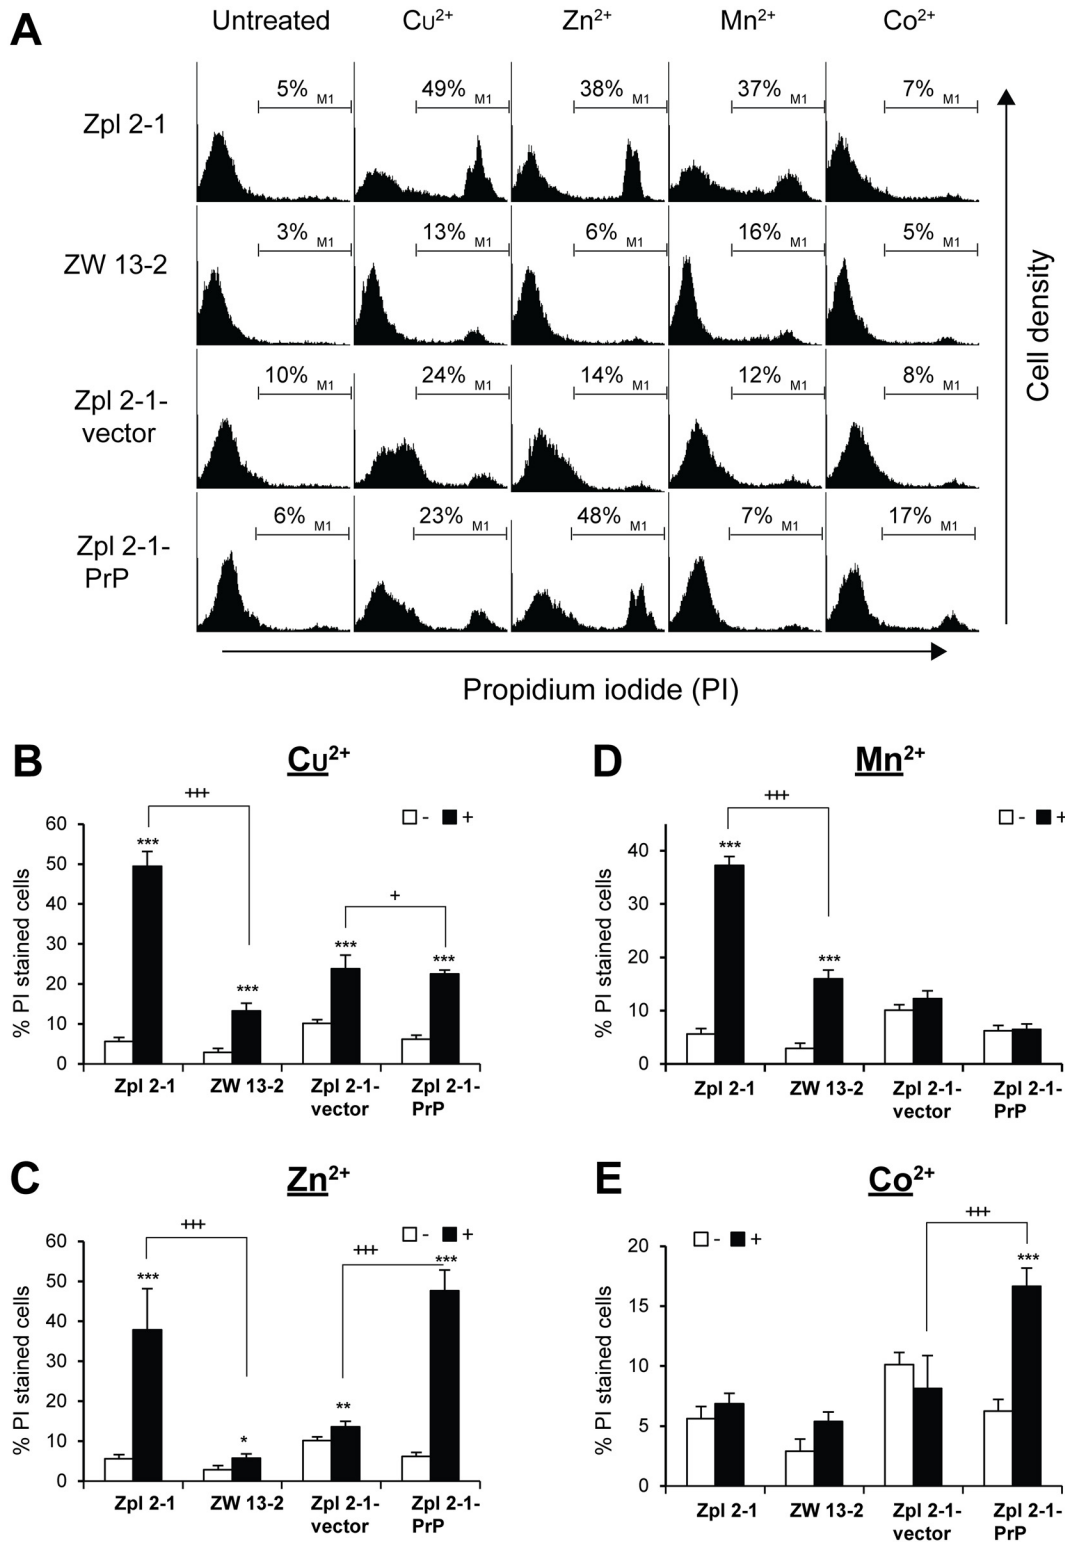 A
Untreated Cu²⁺ Zn²⁺ Mn²⁺ Co²⁺
Zpl 2-1
5% M1 49% M1 38% M1 37% M1 7% M1
ZW 13-2
3% M1 13% M1 6% M1 16% M1 5% M1
Zpl 2-1-
vector
10% M1 24% M1 14% M1 12% M1 8% M1
Zpl 2-1-
PrP
6% M1 23% M1 48% M1 7% M1 17% M1
Cell density
Propidium iodide (PI)
B
Cu²⁺
- +
% PI stained cells
60
50
40
30
20
10
0
+++
+
***
***
***
***
Zpl 2-1 ZW 13-2 Zpl 2-1- Zpl 2-1-
vector PrP
D
Mn²⁺
- +
% PI stained cells
40
30
20
10
0
+++
***
***
Zpl 2-1 ZW 13-2 Zpl 2-1- Zpl 2-1-
vector PrP
C
Zn²⁺
- +
% PI stained cells
60
50
40
30
20
10
0
+++
+++
***
*
**
***
Zpl 2-1 ZW 13-2 Zpl 2-1- Zpl 2-1-
vector PrP
E
Co²⁺
- +
% PI stained cells
20
15
10
5
0
+++
***
Zpl 2-1 ZW 13-2 Zpl 2-1- Zpl 2-1-
vector PrP